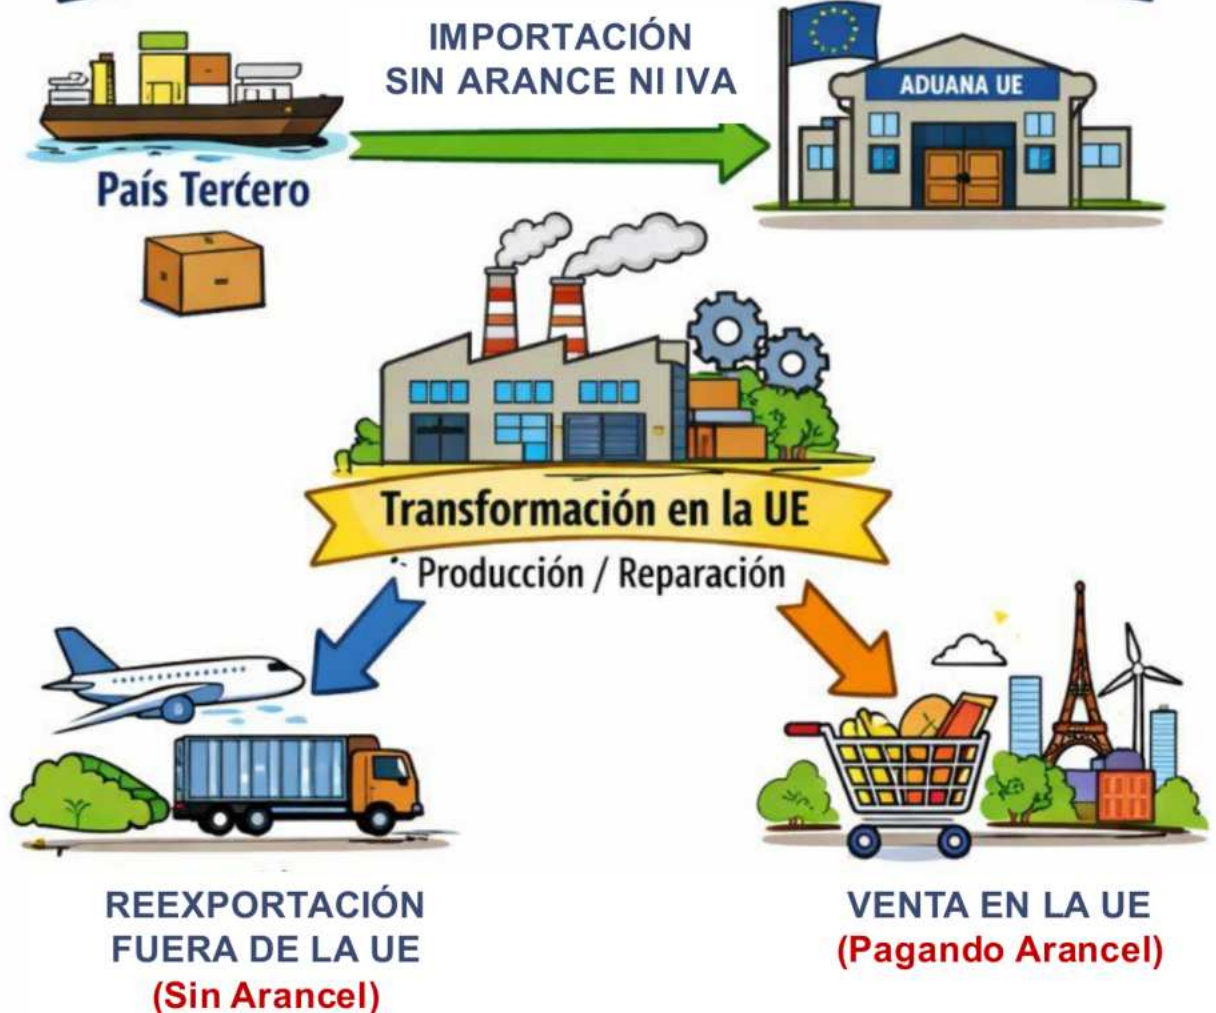 IMPORTACIÓN
SIN ARANCE NI IVA
ADUANA UE
País Terćero
Transformación en la UE
Producción / Reparación
REEXPORTACIÓN
FUERA DE LA UE
(Sin Arancel)
VENTA EN LA UE
(Pagando Arancel)